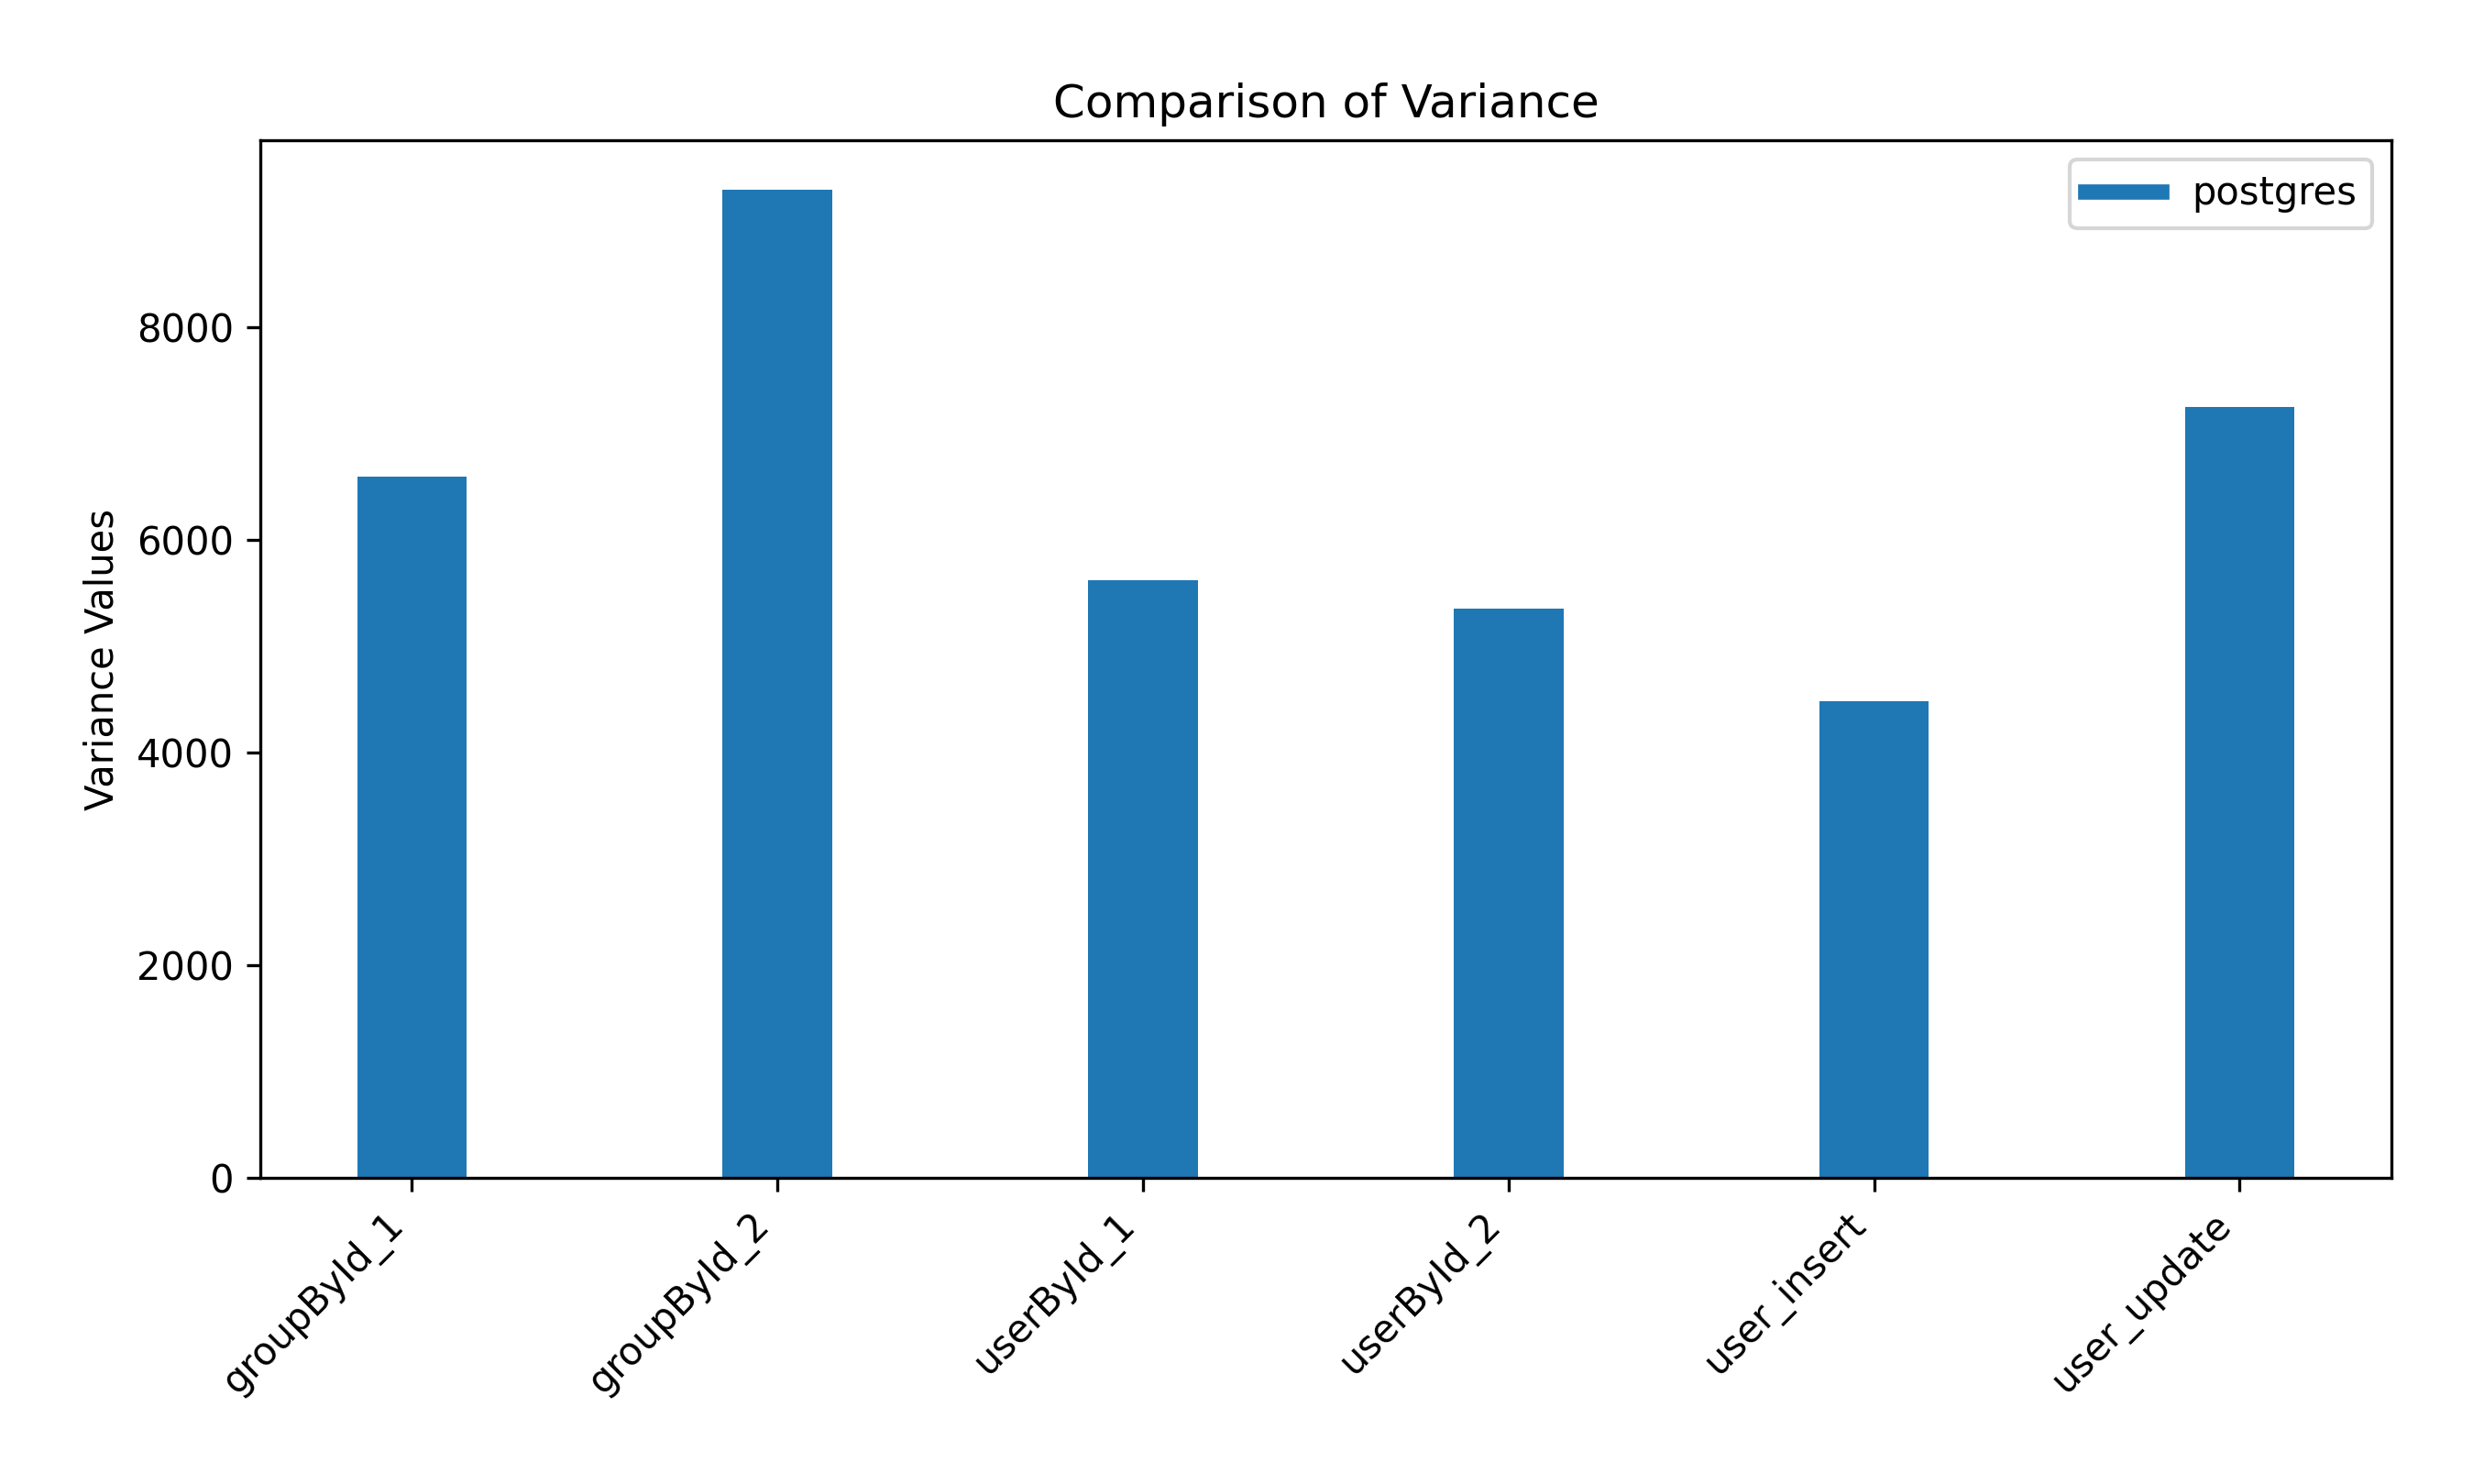 Comparison of Variance
postgres
Variance Values
8000
6000
4000
2000
0
groupById_1
groupById_2
userById_1
userById_2
user_insert
user_update